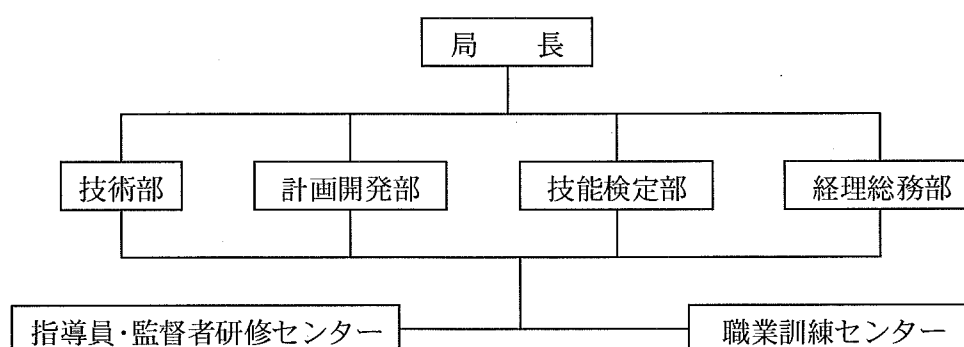 局 長
技術部
計画開発部
技能検定部
経理総務部
指導員・監督者研修センター
職業訓練センター